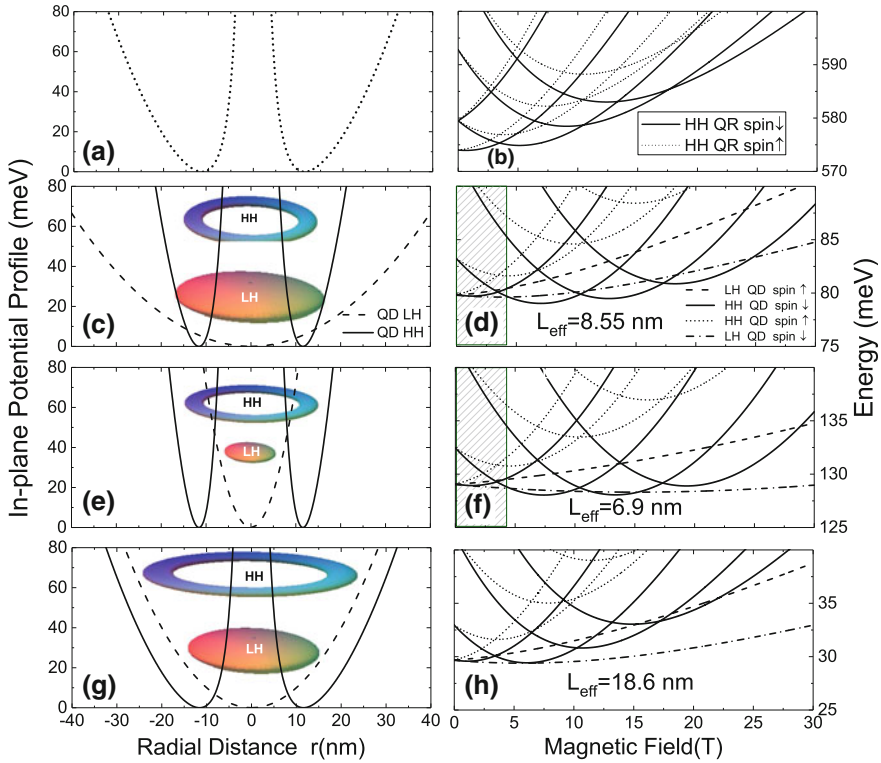 In-plane Potential Profile (meV)
80
60
40
20
0
(a)
(b)
HH QR spin↓
HH QR spin↑
590
580
570
80
60
40
20
0
(c)
HH
LH
QD LH
QD HH
(d)
L_eff=8.55 nm
LH QD spin ↑
HH QD spin ↓
HH QD spin ↑
LH QD spin ↓
85
80
75
Energy (meV)
80
60
40
20
0
(e)
HH
LH
(f)
L_eff=6.9 nm
135
130
125
80
60
40
20
0
(g)
HH
LH
(h)
L_eff=18.6 nm
35
30
25
-40 -30 -20 -10 0 10 20 30 40
Radial Distance r(nm)
0 5 10 15 20 25 30
Magnetic Field(T)